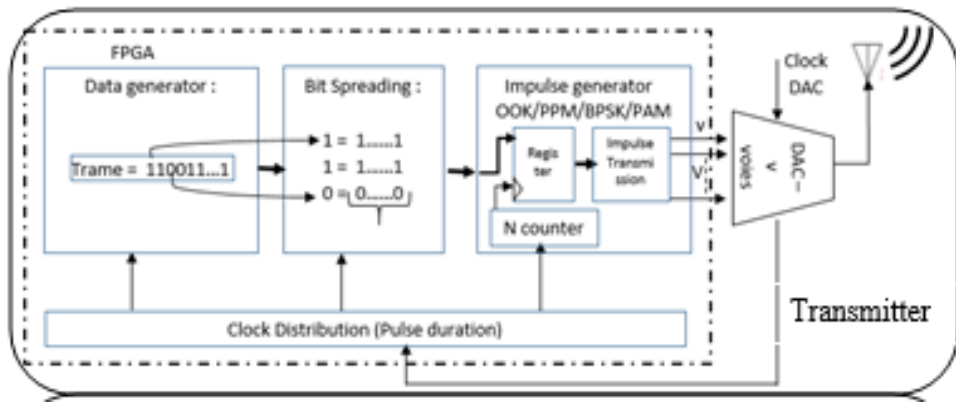 FPGA
Data generator :
Trame = 110011...1
Bit Spreading :
1 = 1......1
1 = 1......1
0 = 0.....0
Impulse generator
OOK/PPM/BPSK/PAM
Regis
ter
Impulse
Transmi
ssion
N counter
v
V
Clock
DAC
DAC –
v
voies
Clock Distribution (Pulse duration)
Transmitter